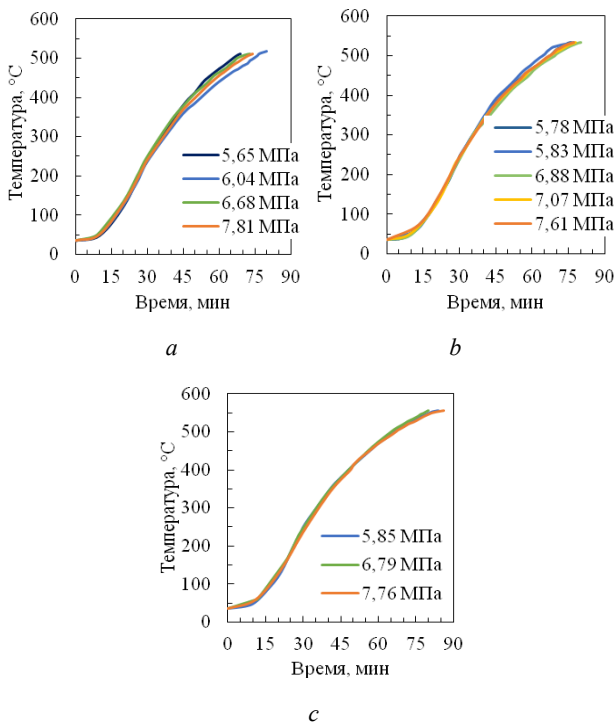 600
500
400
300
200
100
0
Температура, °C
5,65 МПа
6,04 МПа
6,68 МПа
7,81 МПа
0 15 30 45 60 75 90
Время, мин
a
600
500
400
300
200
100
0
Температура, °C
5,78 МПа
5,83 МПа
6,88 МПа
7,07 МПа
7,61 МПа
0 15 30 45 60 75 90
Время, мин
b
600
500
400
300
200
100
0
Температура, °C
5,85 МПа
6,79 МПа
7,76 МПа
0 15 30 45 60 75 90
Время, мин
c